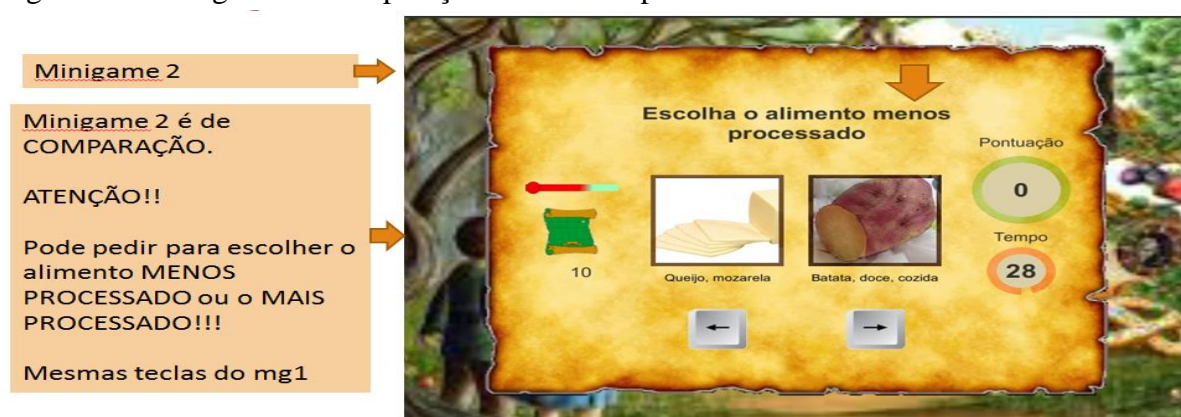 Minigame 2
Minigame 2 é de
COMPARAÇÃO.
ATENÇÃO!!
Pode pedir para escolher o
alimento MENOS
PROCESSADO ou o MAIS
PROCESSADO!!!
Mesmas teclas do mg1
Escolha o alimento menos
processado
Pontuação
0
Tempo
28
10
Queijo, mozarela
Batata, doce, cozida